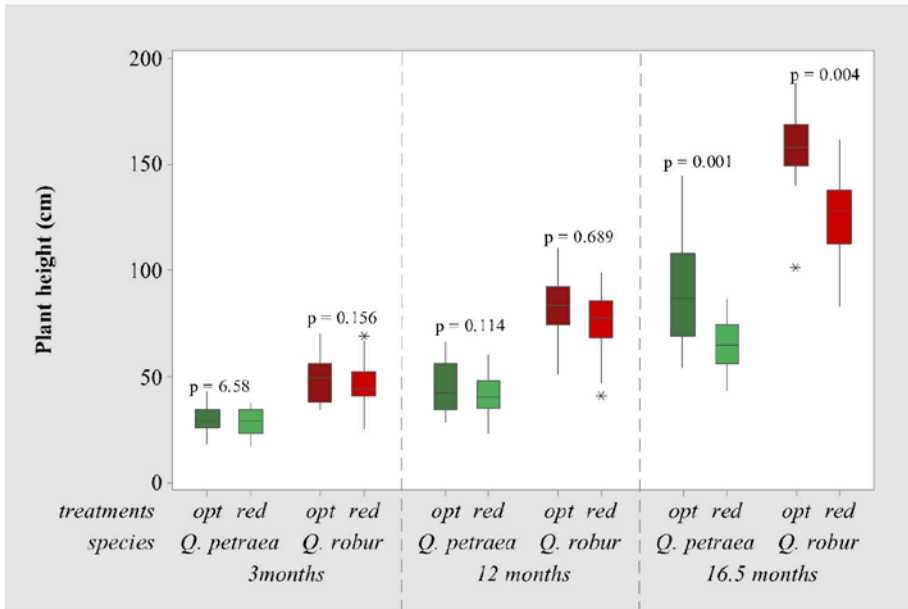 200
p = 0.004
p = 0.001
150
p = 0.689
100
p = 0.156
p = 0.114
50
p = 6.58
0
Plant height (cm)
treatments opt red opt red opt red opt red opt red opt red
species Q. petraea Q. robur Q. petraea Q. robur Q. petraea Q. robur
3months 12 months 16.5 months